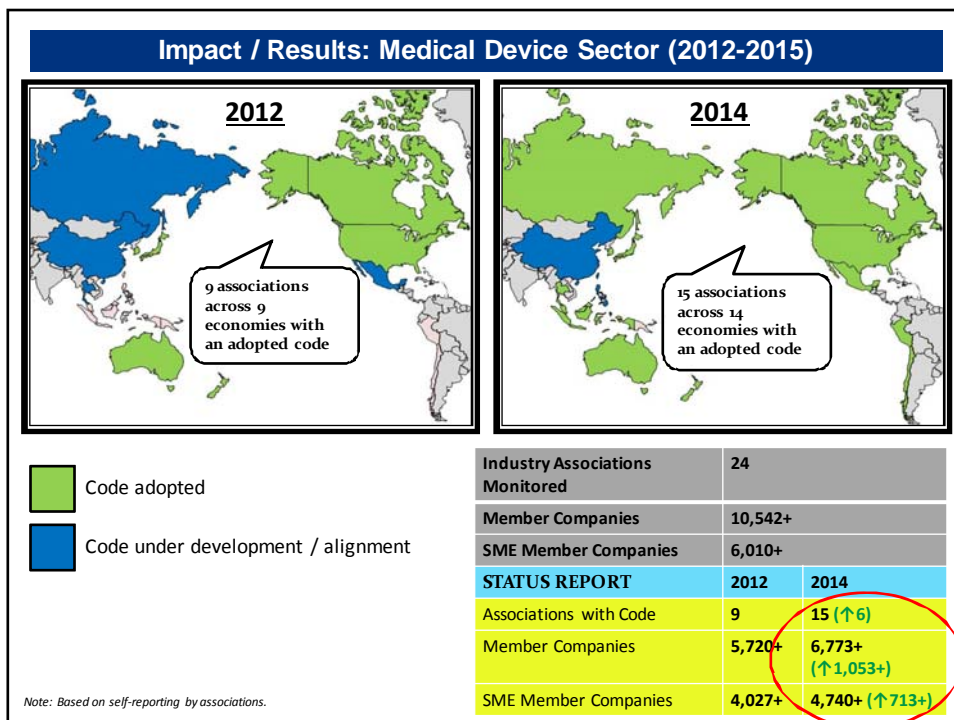 Impact / Results: Medical Device Sector (2012-2015)
2012
9 associations
across 9
economies with
an adopted code
2014
15 associations
across 14
economies with
an adopted code
Code adopted
Code under development / alignment
Industry Associations
Monitored
24
Member Companies
10,542+
SME Member Companies
6,010+
STATUS REPORT
2012
2014
Associations with Code
9
15 (↑6)
Member Companies
5,720+
6,773+
(↑1,053+)
SME Member Companies
4,027+
4,740+ (↑713+)
Note: Based on self-reporting by associations.